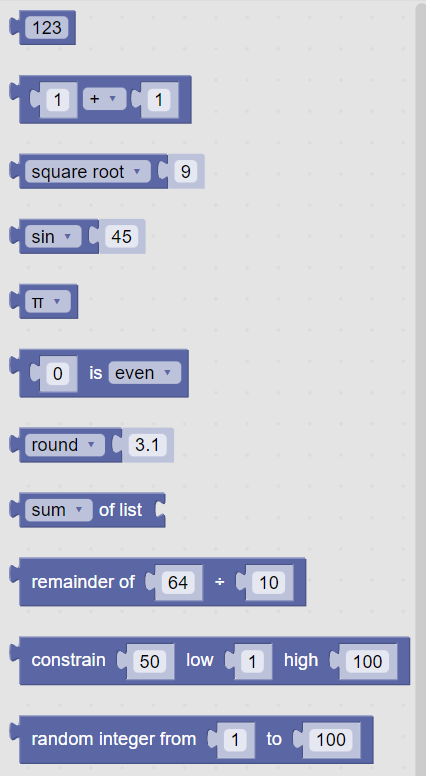 123
1 + 1
square root 9
sin 45
π
0 is even
round 3.1
sum of list
remainder of 64 ÷ 10
constrain 50 low 1 high 100
random integer from 1 to 100